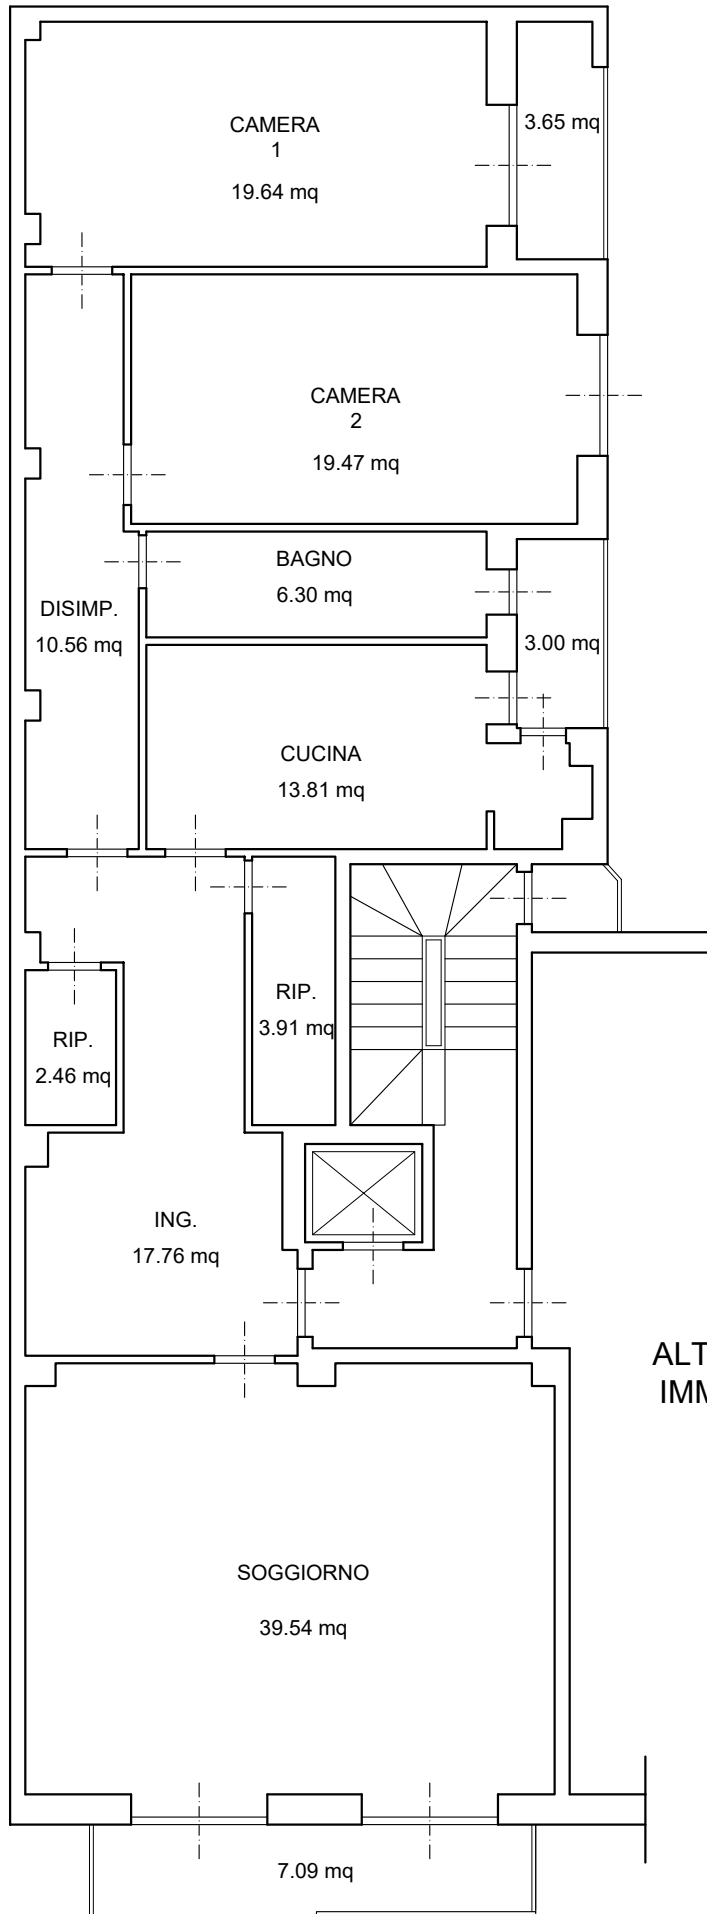 CAMERA
1
19.64 mq
3.65 mq
CAMERA
2
19.47 mq
BAGNO
6.30 mq
DISIMP.
10.56 mq
3.00 mq
CUCINA
13.81 mq
RIP.
3.91 mq
RIP.
2.46 mq
ING.
17.76 mq
ALT
IMM
SOGGIORNO
39.54 mq
7.09 mq